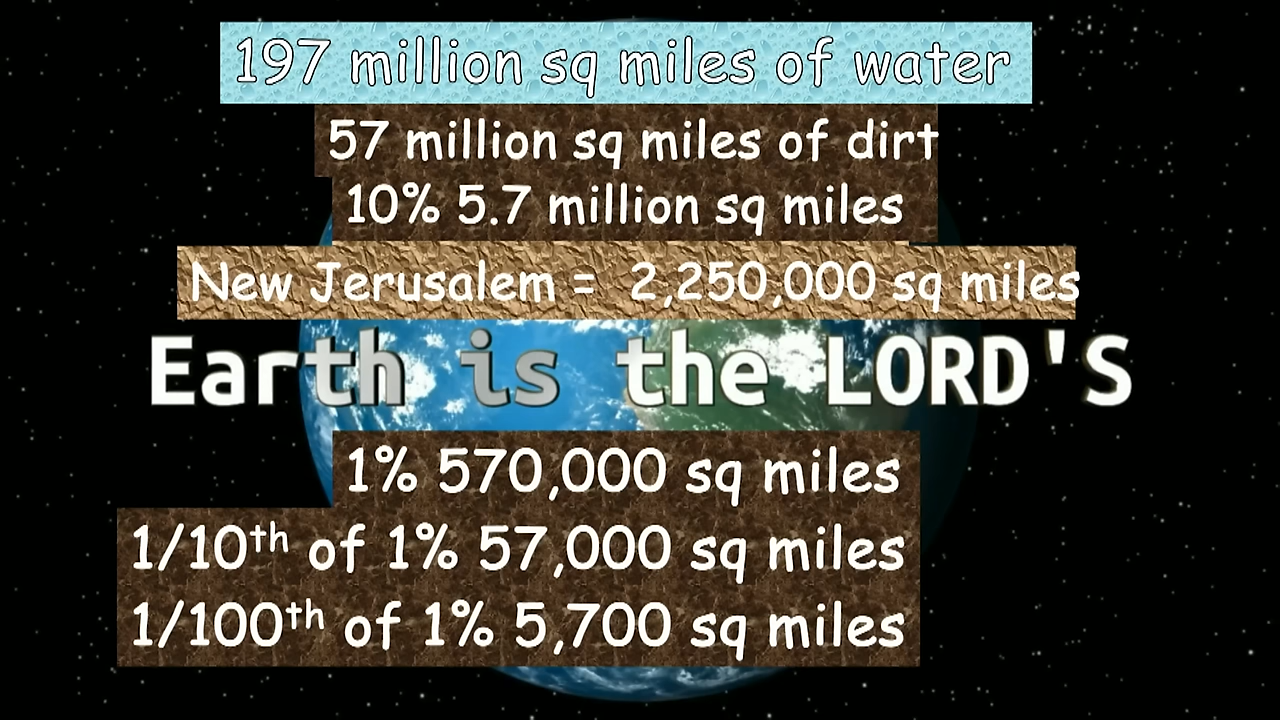 197 million sq miles of water
57 million sq miles of dirt
10% 5.7 million sq miles
New Jerusalem = 2,250,000 sq miles
Earth is the LORD'S
1% 570,000 sq miles
1/10th of 1% 57,000 sq miles
1/100th of 1% 5,700 sq miles